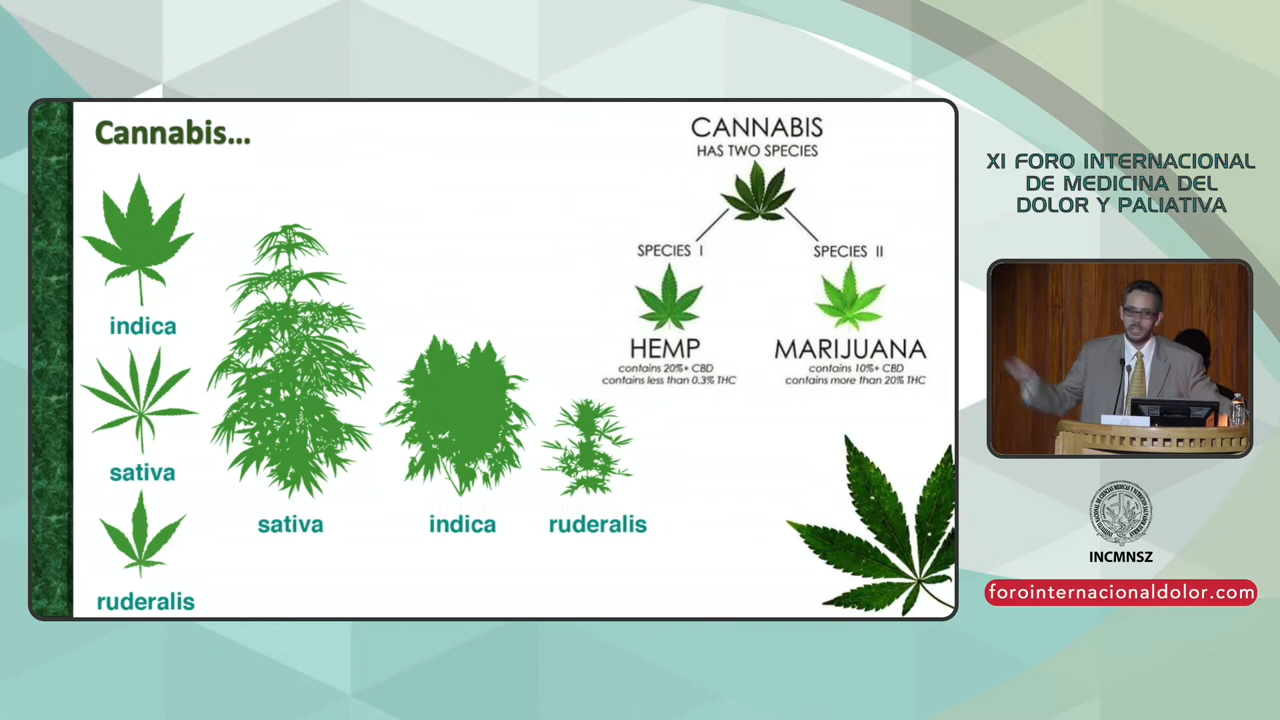 Cannabis...
indica
sativa
ruderalis
sativa
indica
ruderalis
CANNABIS
HAS TWO SPECIES
SPECIES I
SPECIES II
HEMP
contains 20%+ CBD
contains less than 0.3% THC
MARIJUANA
contains 10%+ CBD
contains more than 20% THC
XI FORO INTERNACIONAL
DE MEDICINA DEL
DOLOR Y PALIATIVA
INCMNSZ
forointernacionaldolor.com